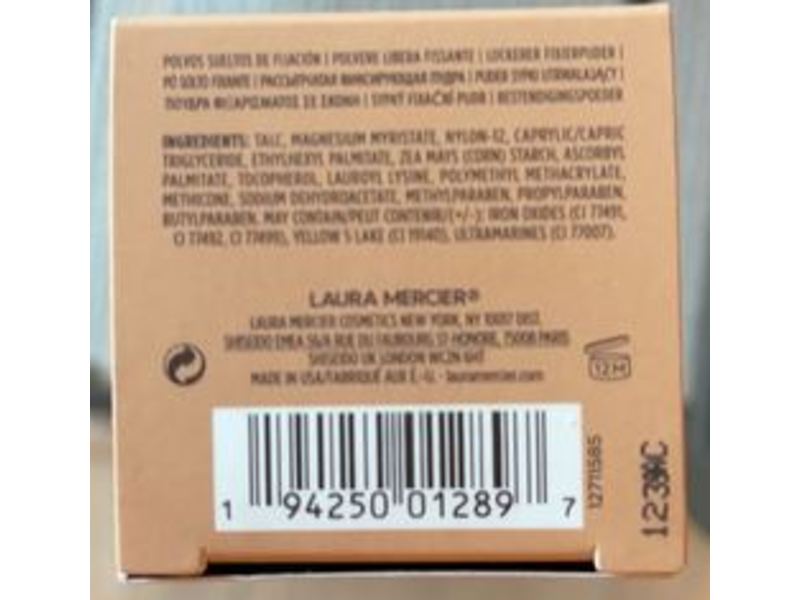 POLVOS SUELTOS DE FIJACIÓN | POLVERE LIBERA FISSANTE | LOCKERER FIXIERPUDER |
PÓ SOLTO FIXANTE | РАССЫПЧАТАЯ ФИКСИРУЮЩАЯ ПУДРА | PUDER SYPKI UTRWALAJĄCY |
ΠΟΥΔΡΑ ΦΙΞΑΡΙΣΜΑΤΟΣ ΣΕ ΣΚΟΝΗ | SYPKÝ FIXAČNÍ PUDR | BESTENDIGINGSPOEDER
INGREDIENTS: TALC, MAGNESIUM MYRISTATE, NYLON-12, CAPRYLIC/CAPRIC
TRIGLYCERIDE, ETHYLHEXYL PALMITATE, ZEA MAYS (CORN) STARCH, ASCORBYL
PALMITATE, TOCOPHEROL, LAUROYL LYSINE, POLYMETHYL METHACRYLATE,
METHICONE, SODIUM DEHYDROACETATE, METHYLPARABEN, PROPYLPARABEN,
BUTYLPARABEN. MAY CONTAIN/PEUT CONTENIR/(+/-): IRON OXIDES (CI 77491,
CI 77492, CI 77499), YELLOW 5 LAKE (CI 19140), ULTRAMARINES (CI 77007).
LAURA MERCIER®
LAURA MERCIER COSMETICS NEW YORK, NY 10017 DIST.
SHISEIDO EMEA 56/A RUE DU FAUBOURG ST-HONORE, 75008 PARIS
SHISEIDO UK LONDON WC2N 6HT
MADE IN USA/FABRIQUÉ AUX É.-U. - lauramercier.com
12M
1 94250 01289 7
12711585
1239AC